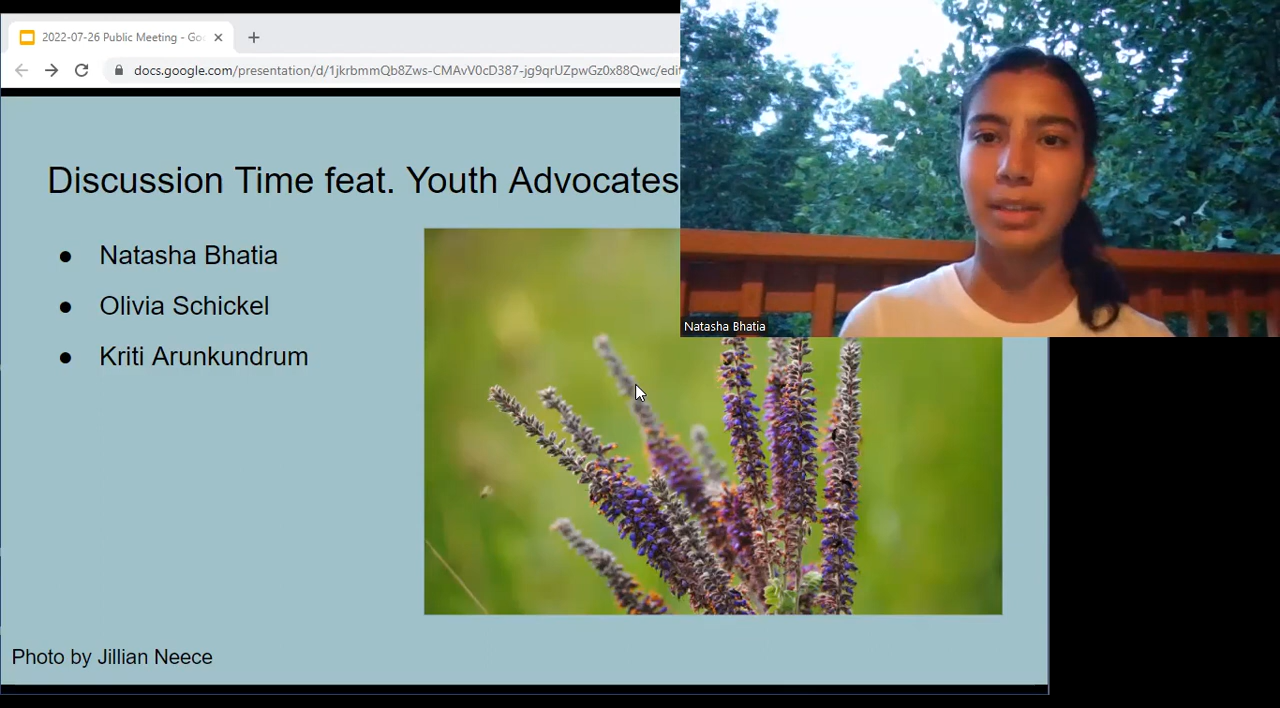 2022-07-26 Public Meeting - Goo
docs.google.com/presentation/d/1jkrbmmQb8Zws-CMAvV0cD387-jg9qrUZpwGz0x88Qwc/edi
Discussion Time feat. Youth Advocates
Natasha Bhatia
● Natasha Bhatia
● Olivia Schickel
● Kriti Arunkundrum
Photo by Jillian Neece